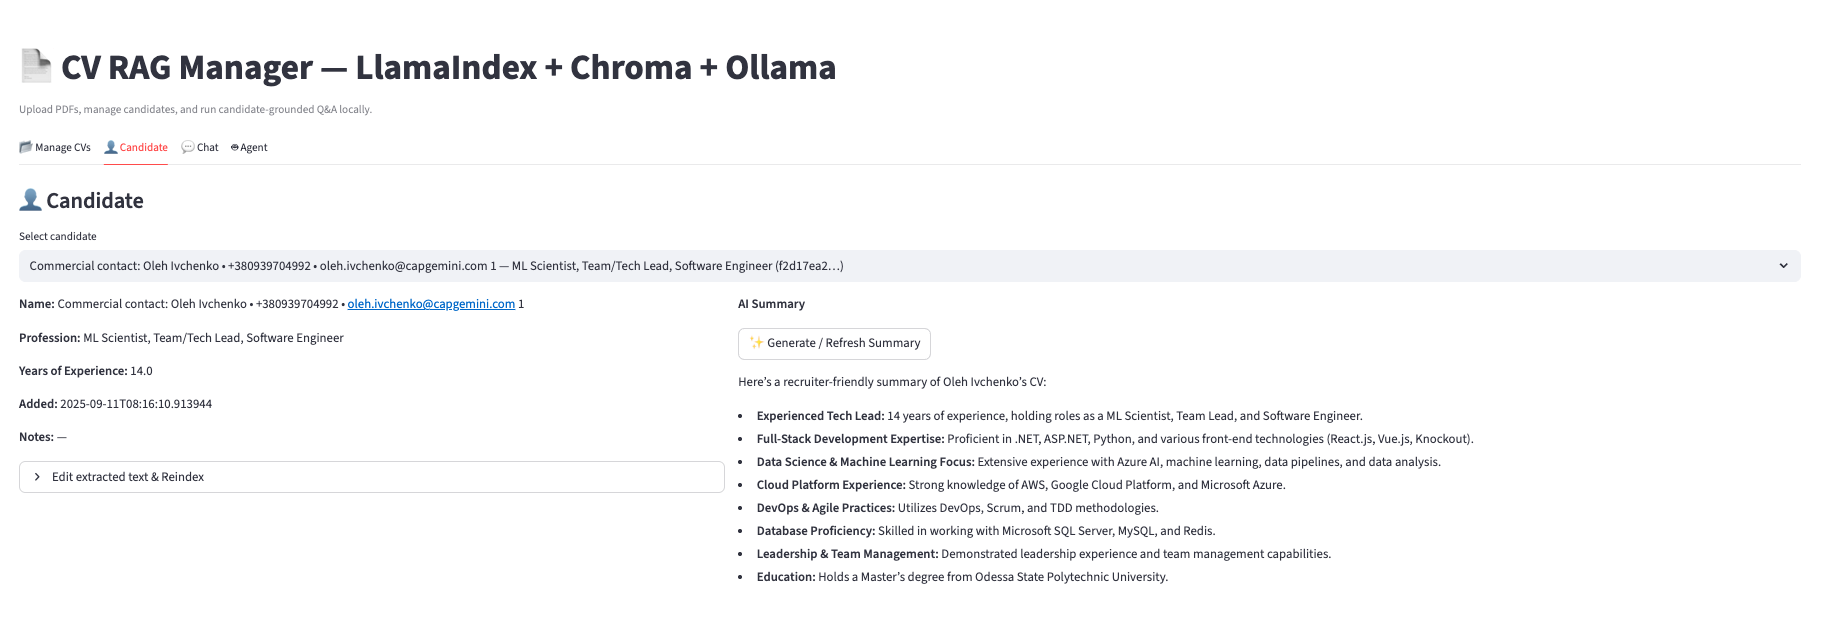 CV RAG Manager — LlamaIndex + Chroma + Ollama
Upload PDFs, manage candidates, and run candidate-grounded Q&A locally.
Manage CVs
Candidate
Chat
Agent
Candidate
Select candidate
Commercial contact: Oleh Ivchenko • +380939704992 • oleh.ivchenko@capgemini.com 1 — ML Scientist, Team/Tech Lead, Software Engineer (f2d17ea2…)
Name: Commercial contact: Oleh Ivchenko • +380939704992 • oleh.ivchenko@capgemini.com 1
Profession: ML Scientist, Team/Tech Lead, Software Engineer
Years of Experience: 14.0
Added: 2025-09-11T08:16:10.913944
Notes: —
Edit extracted text & Reindex
AI Summary
Generate / Refresh Summary
Here's a recruiter-friendly summary of Oleh Ivchenko's CV:
• Experienced Tech Lead: 14 years of experience, holding roles as a ML Scientist, Team Lead, and Software Engineer.
• Full-Stack Development Expertise: Proficient in .NET, ASP.NET, Python, and various front-end technologies (React.js, Vue.js, Knockout).
• Data Science & Machine Learning Focus: Extensive experience with Azure AI, machine learning, data pipelines, and data analysis.
• Cloud Platform Experience: Strong knowledge of AWS, Google Cloud Platform, and Microsoft Azure.
• DevOps & Agile Practices: Utilizes DevOps, Scrum, and TDD methodologies.
• Database Proficiency: Skilled in working with Microsoft SQL Server, MySQL, and Redis.
• Leadership & Team Management: Demonstrated leadership experience and team management capabilities.
• Education: Holds a Master's degree from Odessa State Polytechnic University.